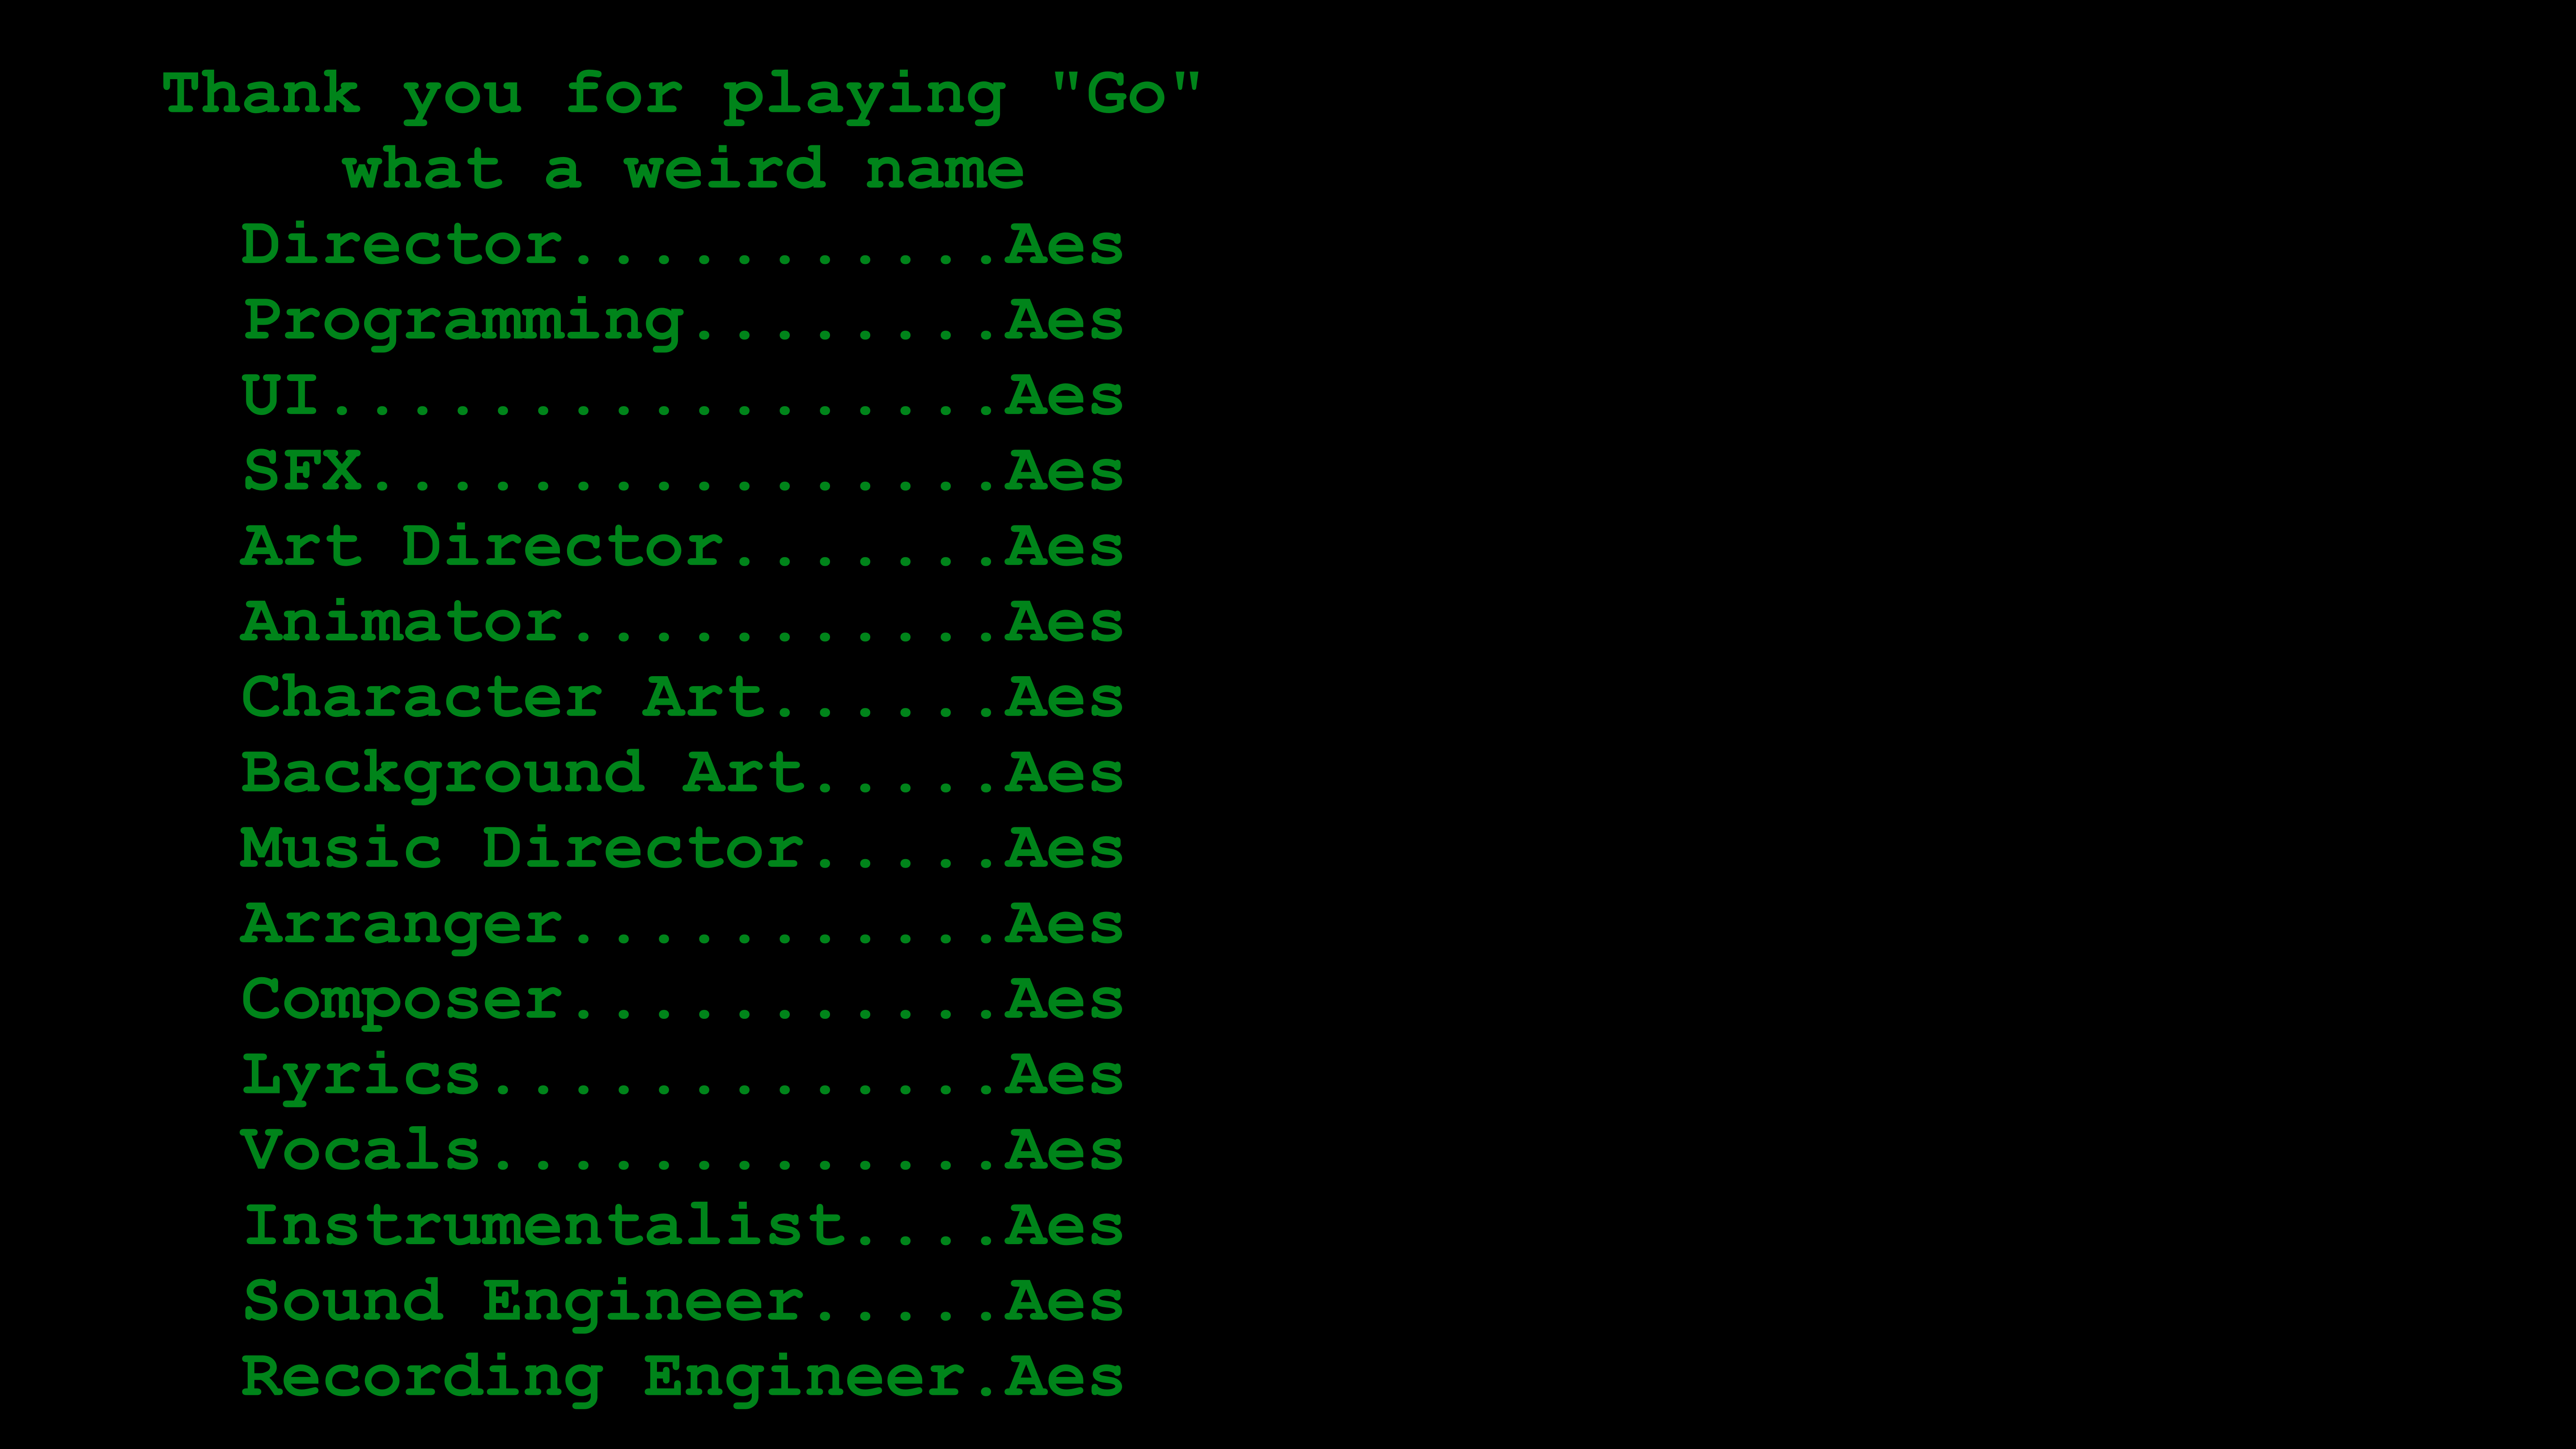 Thank you for playing "Go"
what a weird name
Director...........Aes
Programming........Aes
UI.................Aes
SFX................Aes
Art Director.......Aes
Animator...........Aes
Character Art......Aes
Background Art.....Aes
Music Director.....Aes
Arranger...........Aes
Composer...........Aes
Lyrics.............Aes
Vocals.............Aes
Instrumentalist....Aes
Sound Engineer.....Aes
Recording Engineer.Aes